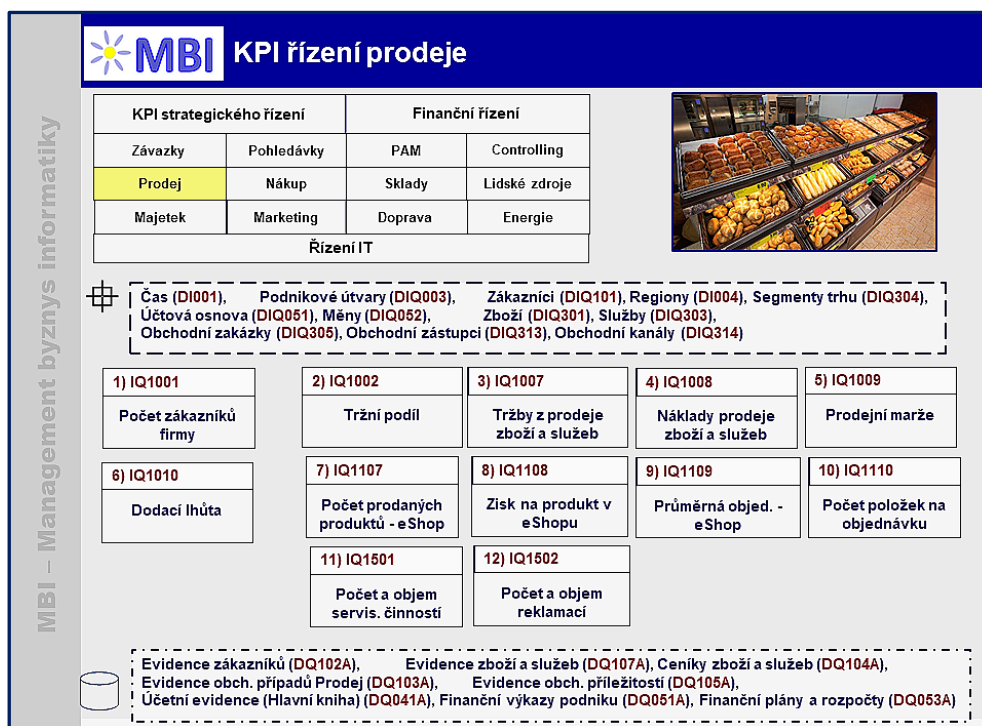 MBI KPI řízení prodeje
MBI – Management byznys informatiky
KPI strategického řízení Finanční řízení
Závazky Pohledávky PAM Controlling
Prodej Nákup Sklady Lidské zdroje
Majetek Marketing Doprava Energie
Řízení IT
Čas (DI001), Podnikové útvary (DIQ003), Zákazníci (DIQ101), Regiony (DI004), Segmenty trhu (DIQ304),
Účtová osnova (DIQ051), Měny (DIQ052), Zboží (DIQ301), Služby (DIQ303),
Obchodní zakázky (DIQ305), Obchodní zástupci (DIQ313), Obchodní kanály (DIQ314)
1) IQ1001
Počet zákazníků
firmy
2) IQ1002
Tržní podíl
3) IQ1007
Tržby z prodeje
zboží a služeb
4) IQ1008
Náklady prodeje
zboží a služeb
5) IQ1009
Prodejní marže
6) IQ1010
Dodací lhůta
7) IQ1107
Počet prodaných
produktů - eShop
8) IQ1108
Zisk na produkt v
eShopu
9) IQ1109
Průměrná objed. -
eShop
10) IQ1110
Počet položek na
objednávku
11) IQ1501
Počet a objem
servis. činností
12) IQ1502
Počet a objem
reklamací
Evidence zákazníků (DQ102A), Evidence zboží a služeb (DQ107A), Ceníky zboží a služeb (DQ104A),
Evidence obch. případů Prodej (DQ103A), Evidence obch. příležitostí (DQ105A),
Účetní evidence (Hlavní kniha) (DQ041A), Finanční výkazy podniku (DQ051A), Finanční plány a rozpočty (DQ053A)